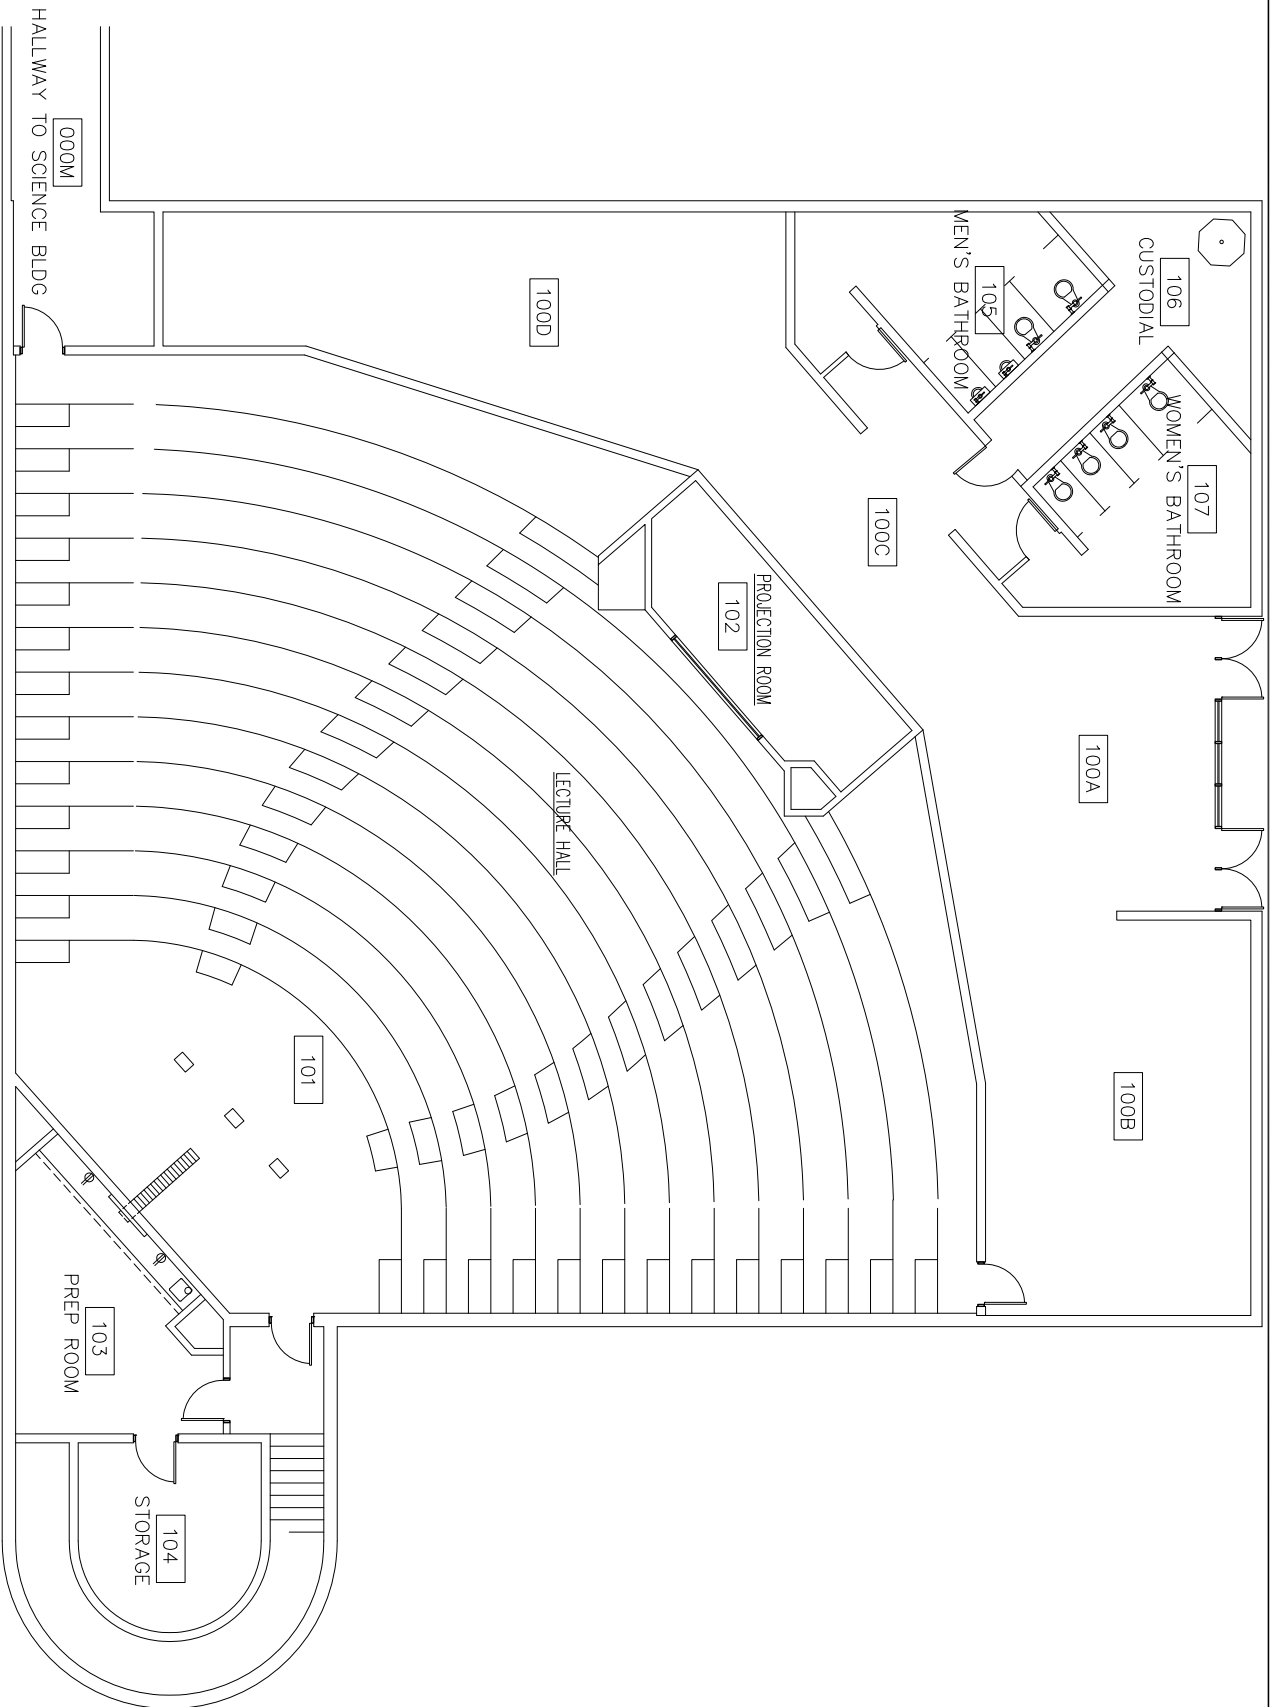 106
CUSTODIAL
107
WOMEN'S BATHROOM
105
MEN'S BATHROOM
100A
100B
100C
100D
PROJECTION ROOM
102
LECTURE HALL
101
103
PREP ROOM
104
STORAGE
000M
HALLWAY TO SCIENCE BLDG